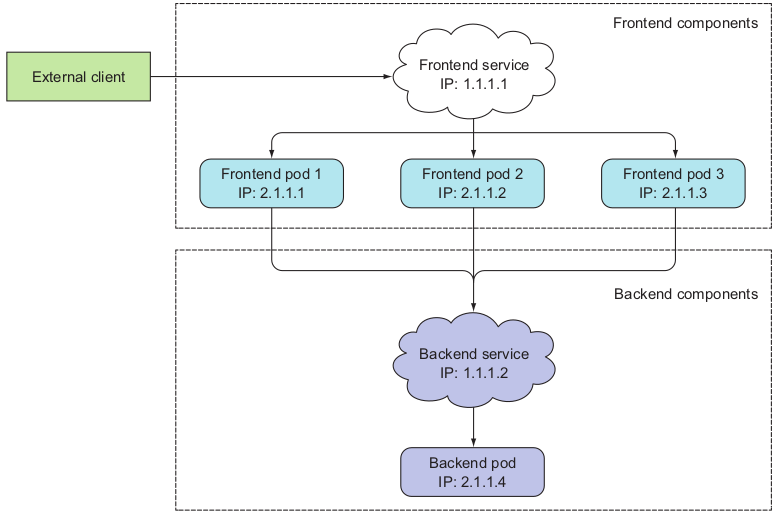 Frontend components
External client
Frontend service
IP: 1.1.1.1
Frontend pod 1
IP: 2.1.1.1
Frontend pod 2
IP: 2.1.1.2
Frontend pod 3
IP: 2.1.1.3
Backend components
Backend service
IP: 1.1.1.2
Backend pod
IP: 2.1.1.4